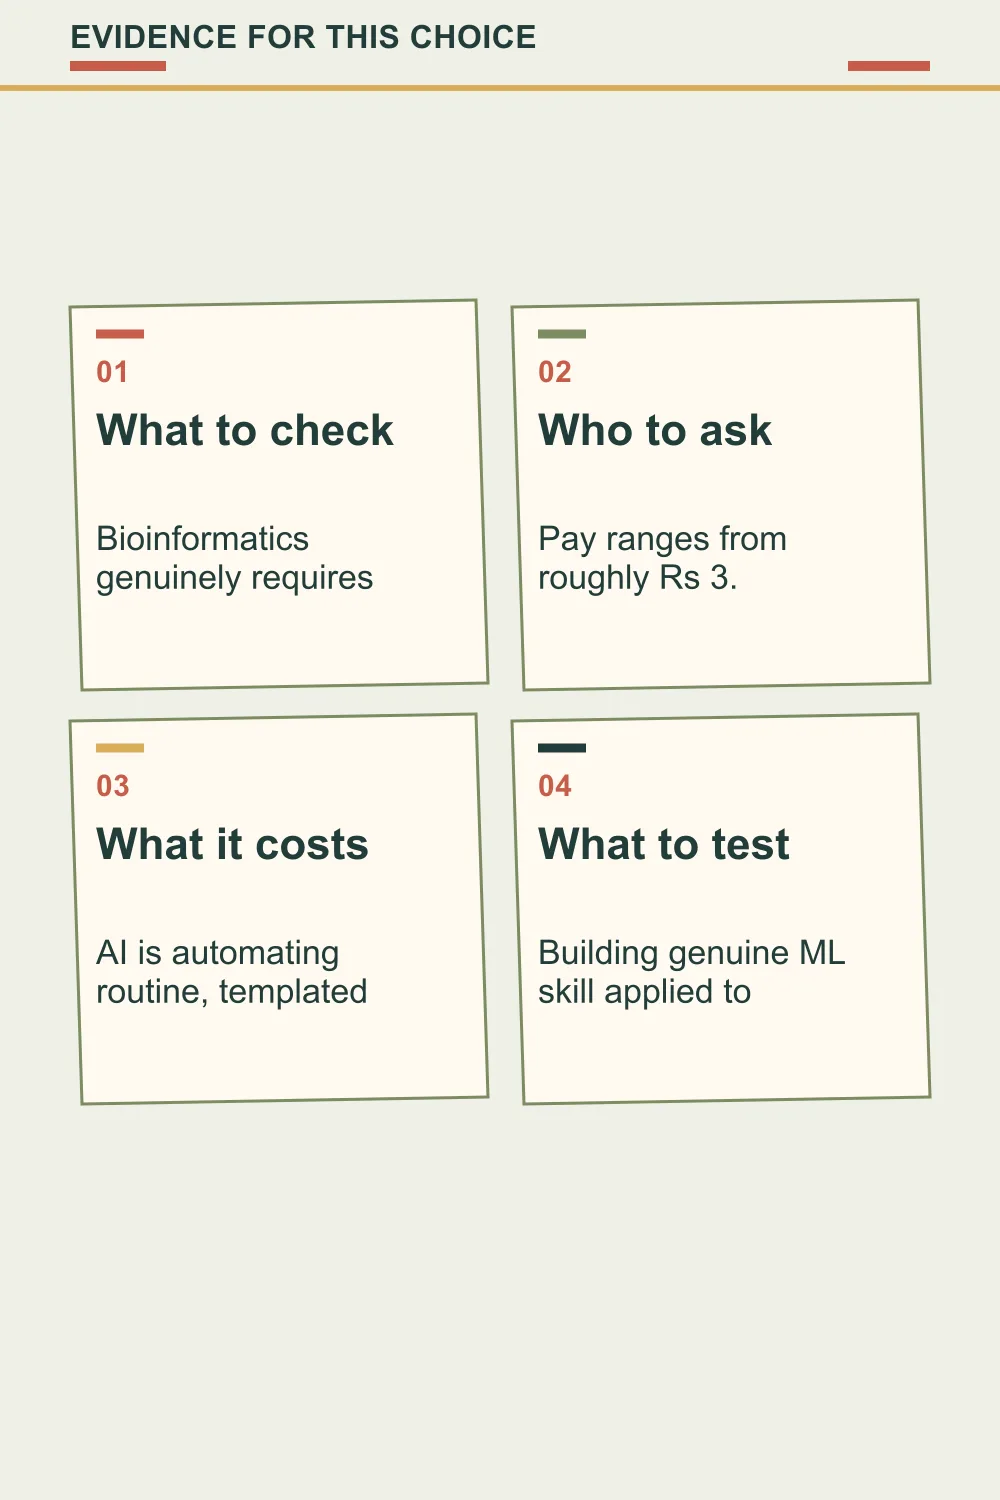 EVIDENCE FOR THIS CHOICE
01
What to check
Bioinformatics
genuinely requires
02
Who to ask
Pay ranges from
roughly Rs 3.
03
What it costs
AI is automating
routine, templated
04
What to test
Building genuine ML
skill applied to